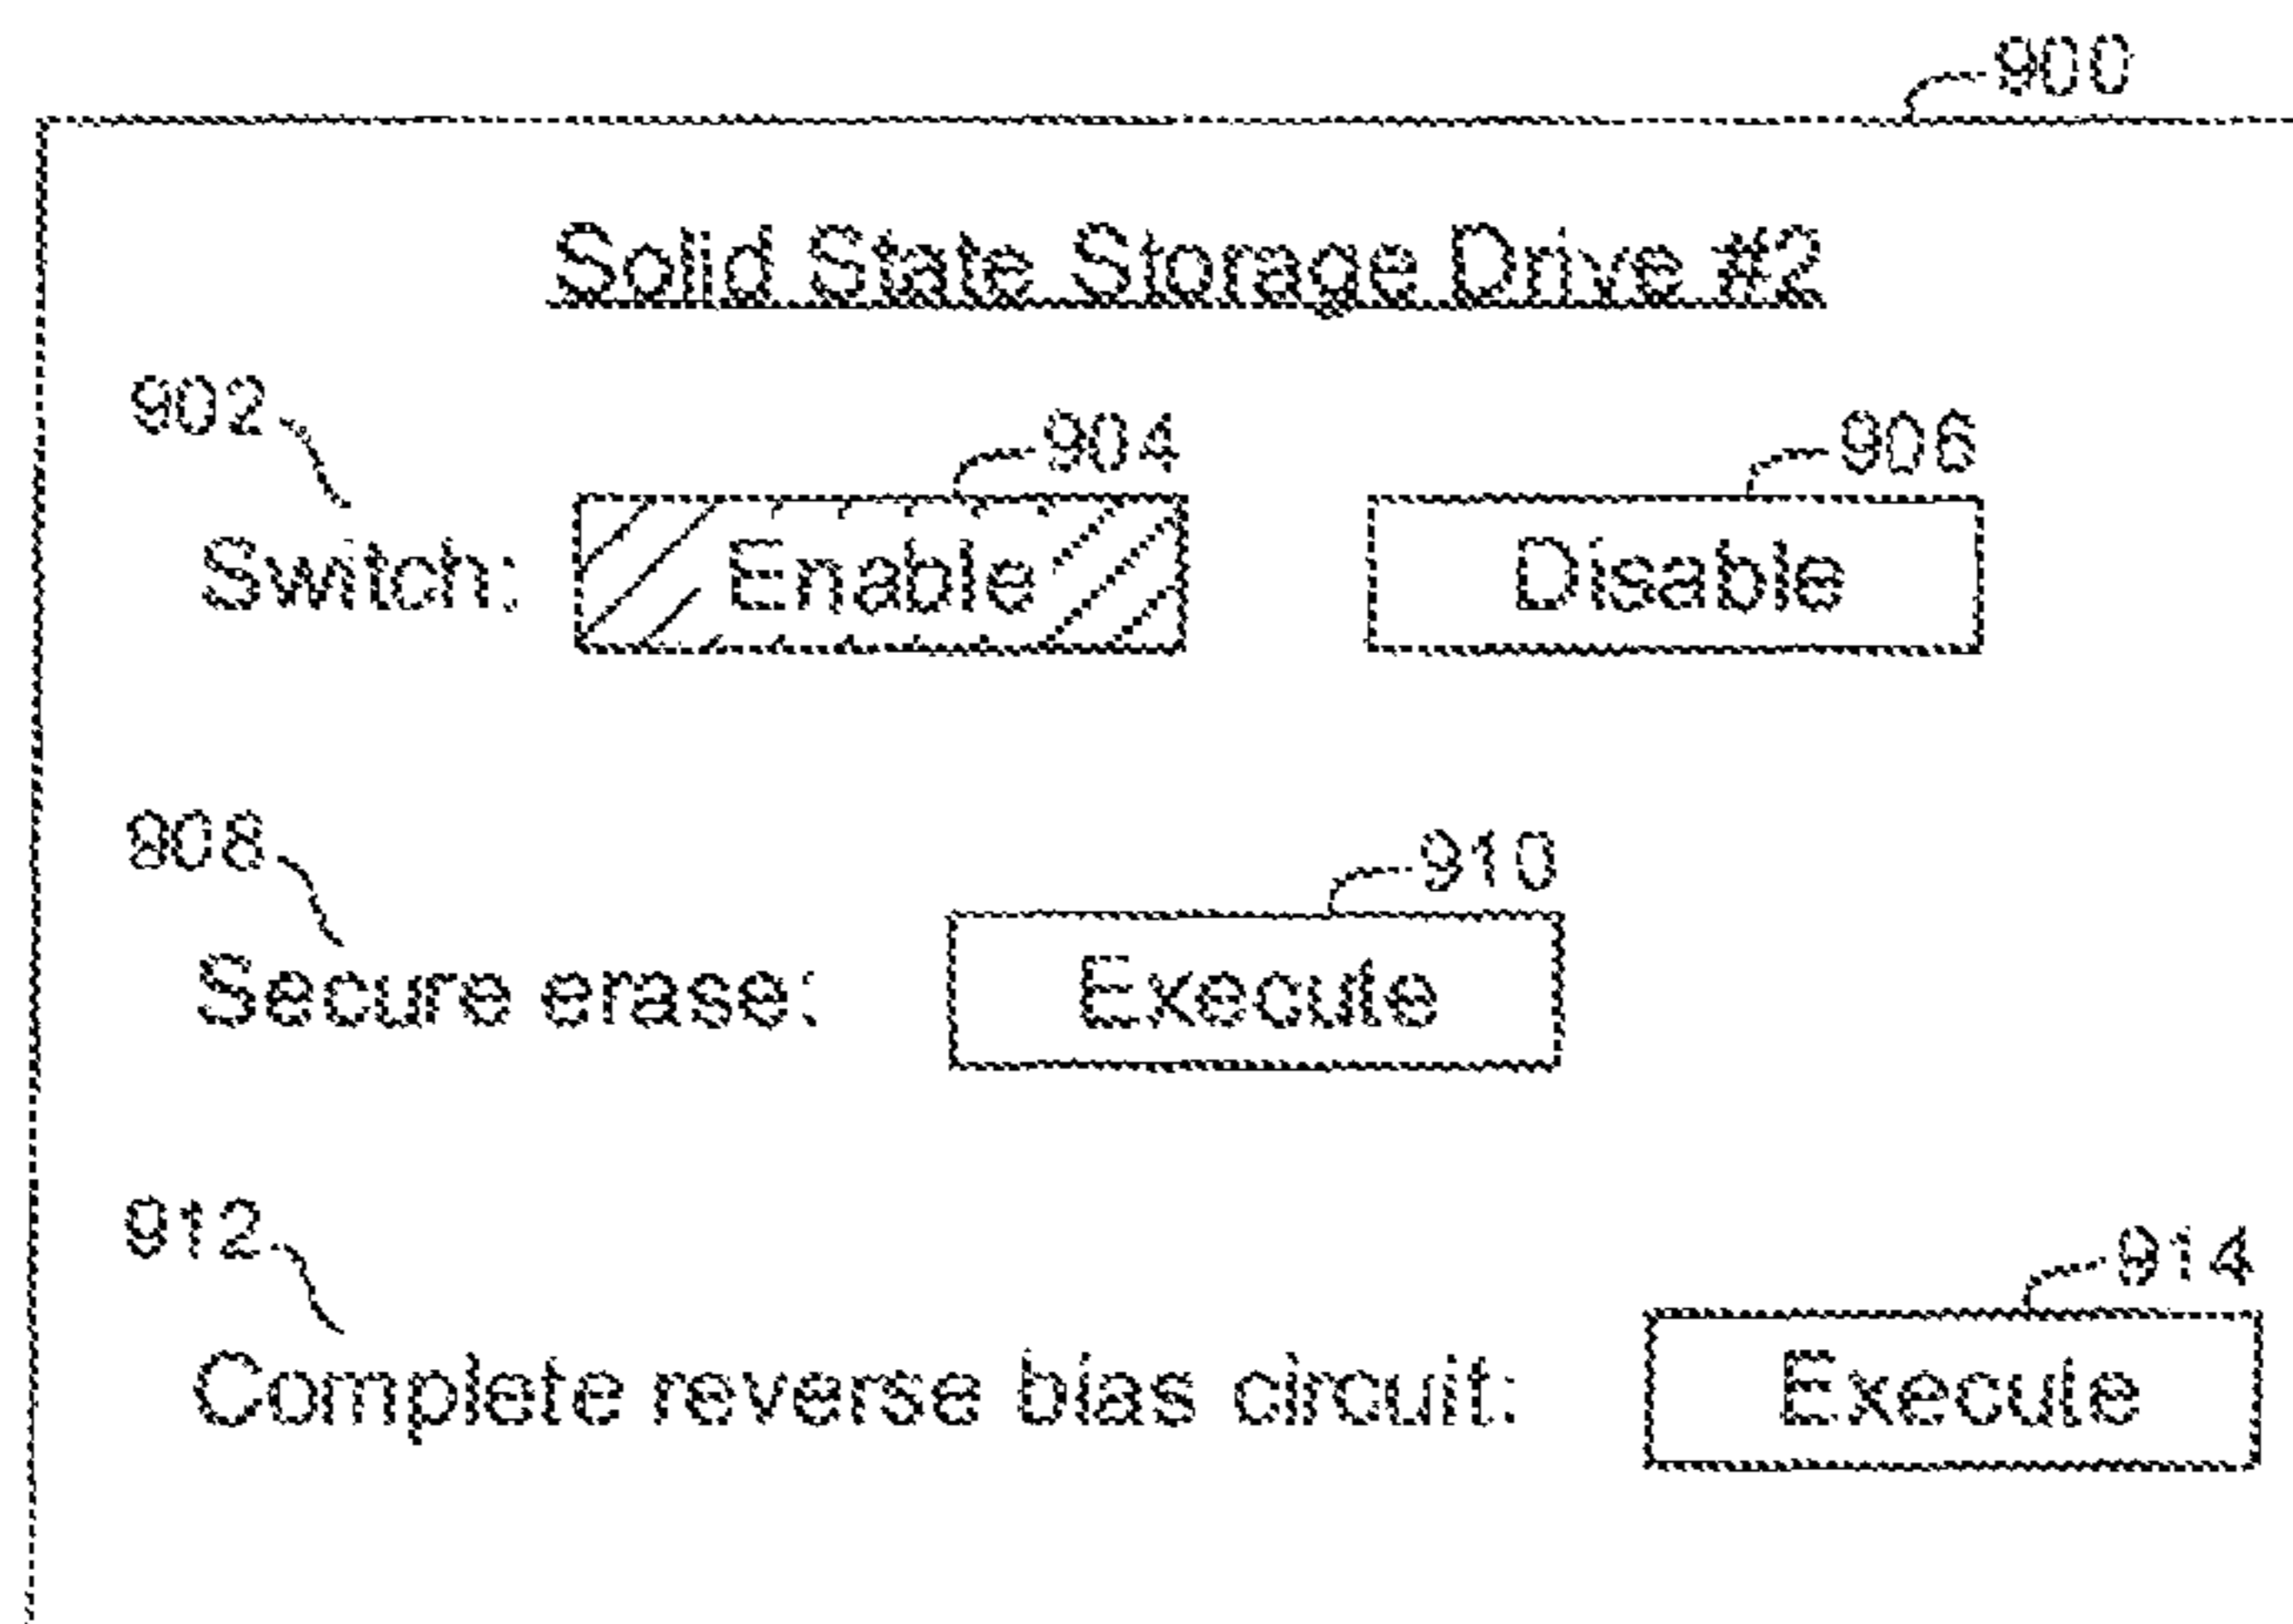 900
Solid State Storage Drive #2
902
904
906
Switch: Enable Disable
908
910
Secure erase: Execute
912
914
Complete reverse bias circuit: Execute